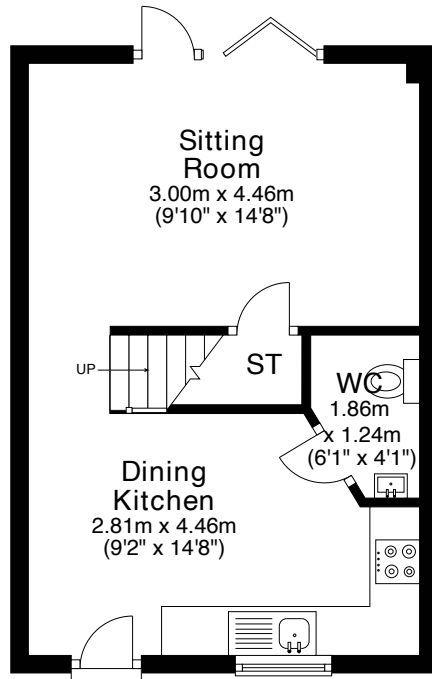 Sitting
Room
3.00m x 4.46m
(9'10" x 14'8")
UP
ST
WC
1.86m
x 1.24m
(6'1" x 4'1")
Dining
Kitchen
2.81m x 4.46m
(9'2" x 14'8")